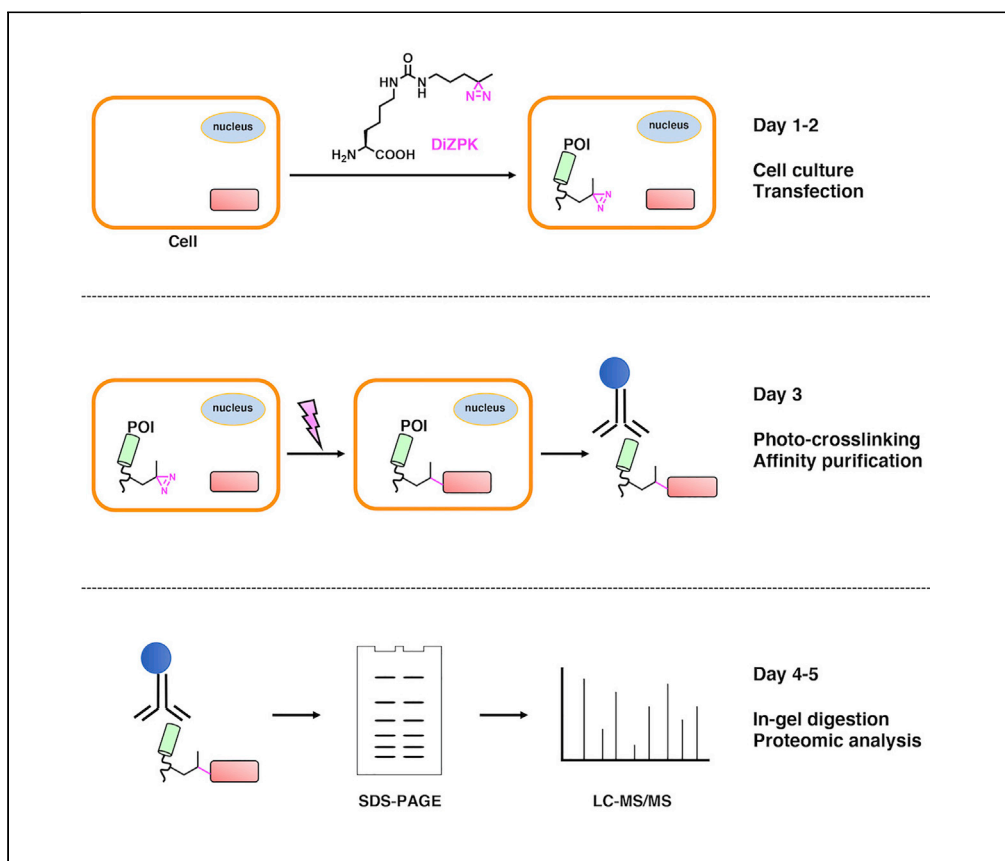 O
N
H
N
H
N=N
H₂N
COOH
DiZPK
nucleus
Cell
POI
N=N
nucleus
Day 1-2
Cell culture
Transfection
POI
N=N
nucleus
POI
nucleus
Day 3
Photo-crosslinking
Affinity purification
SDS-PAGE
LC-MS/MS
Day 4-5
In-gel digestion
Proteomic analysis